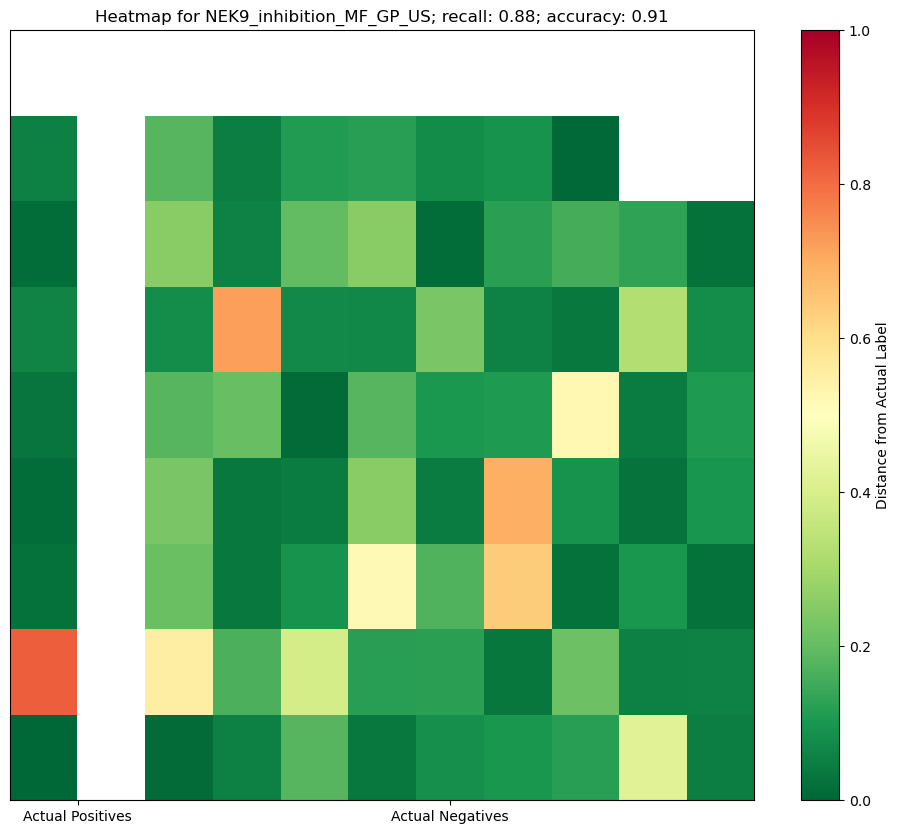 Heatmap for NEK9_inhibition_MF_GP_US; recall: 0.88; accuracy: 0.91
1.0
0.8
0.6
0.4
0.2
0.0
Distance from Actual Label
Actual Positives
Actual Negatives